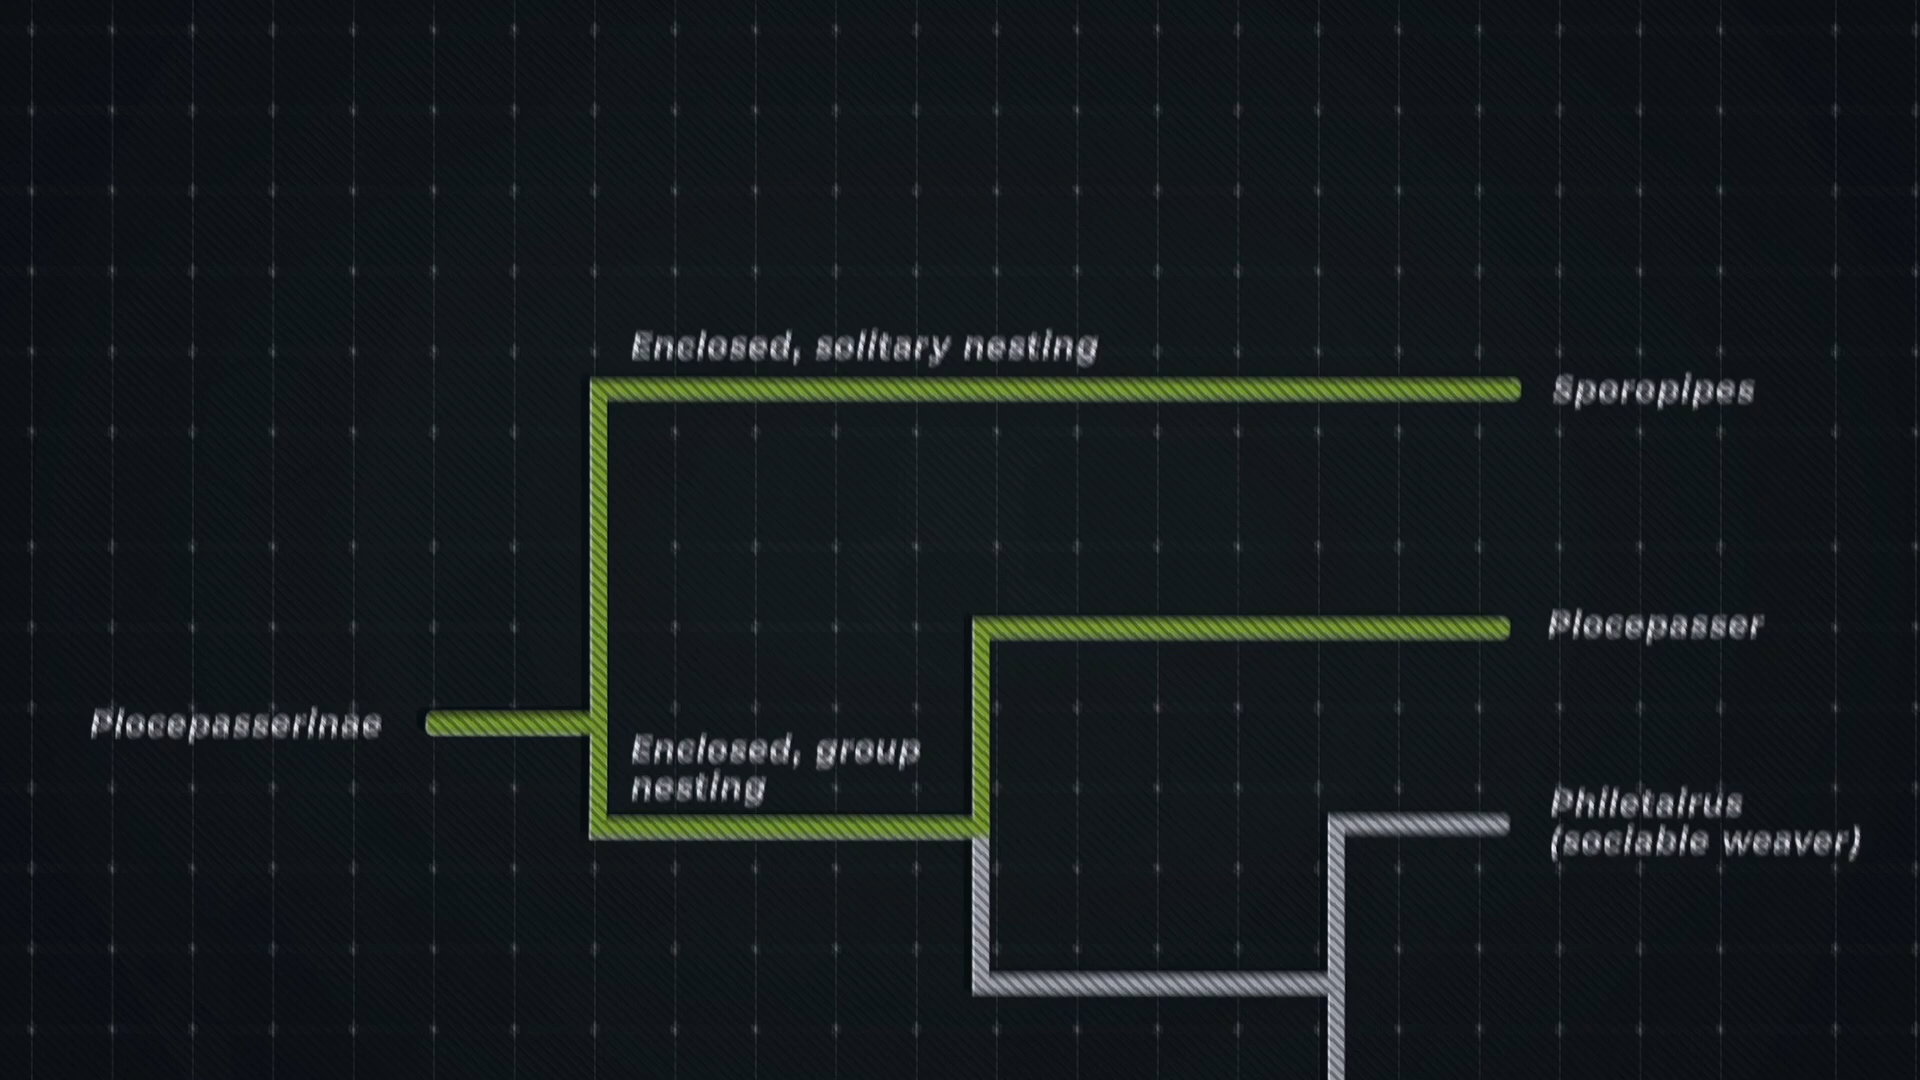 Enclosed, solitary nesting
Sporopipes
Plocepasser
Plocepasserinae
Enclosed, group
nesting
Philetairus
(sociable weaver)